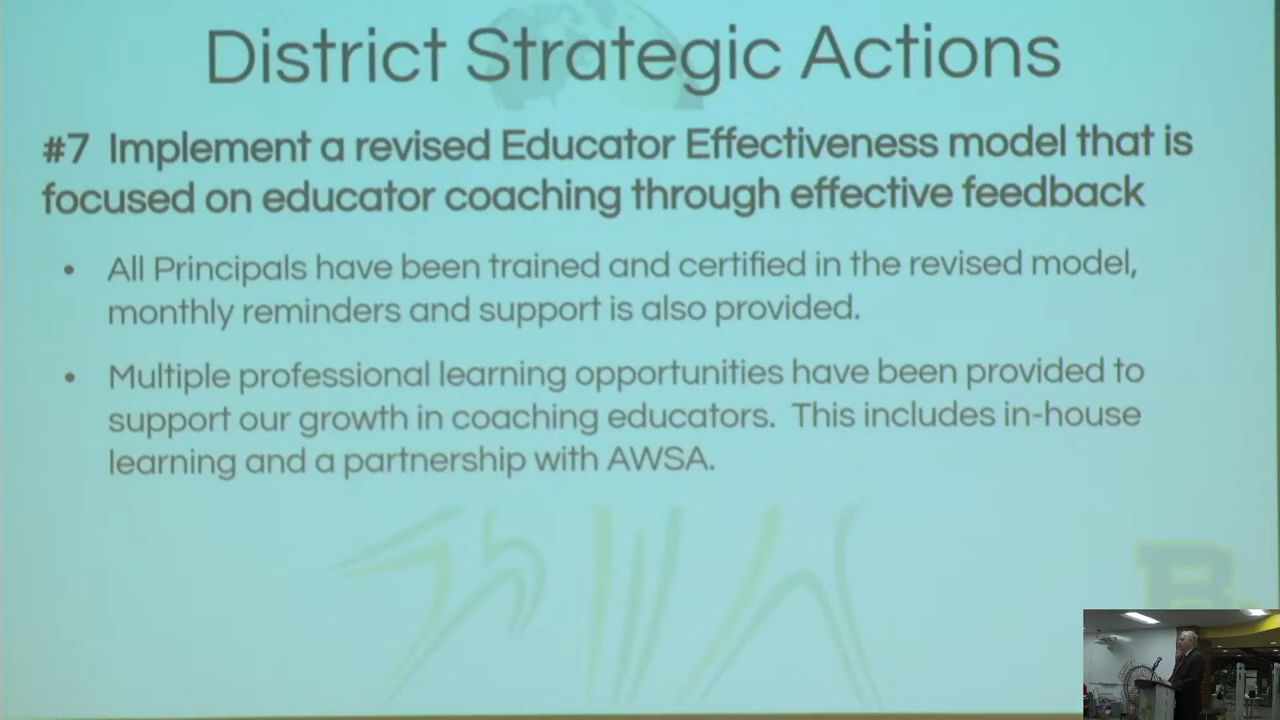 District Strategic Actions
#7 Implement a revised Educator Effectiveness model that is
focused on educator coaching through effective feedback
• All Principals have been trained and certified in the revised model,
monthly reminders and support is also provided.
• Multiple professional learning opportunities have been provided to
support our growth in coaching educators. This includes in-house
learning and a partnership with AWSA.
B